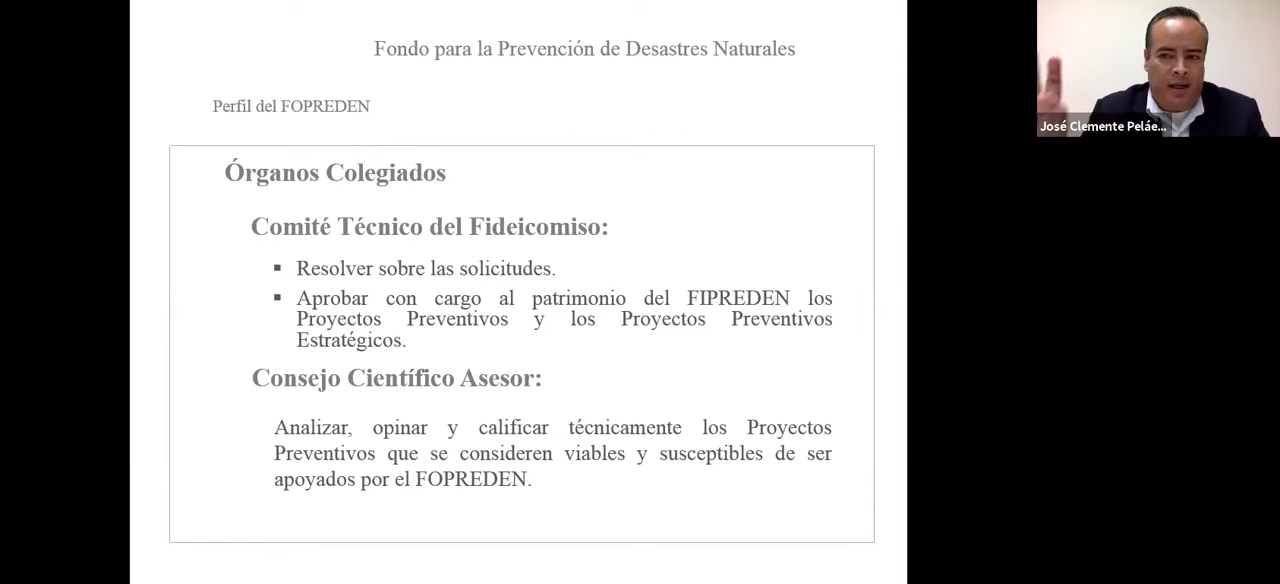 Fondo para la Prevención de Desastres Naturales
Perfil del FOPREDEN
Órganos Colegiados
Comité Técnico del Fideicomiso:
▪ Resolver sobre las solicitudes.
▪ Aprobar con cargo al patrimonio del FIPREDEN los
Proyectos Preventivos y los Proyectos Preventivos
Estratégicos.
Consejo Científico Asesor:
Analizar, opinar y calificar técnicamente los Proyectos
Preventivos que se consideren viables y susceptibles de ser
apoyados por el FOPREDEN.
José Clemente Peláe...